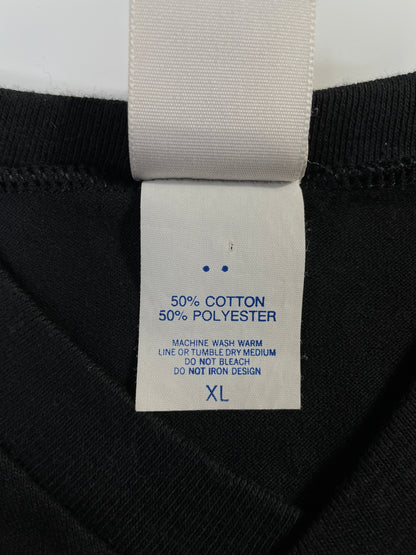 50% COTTON
50% POLYESTER
MACHINE WASH WARM
LINE OR TUMBLE DRY MEDIUM
DO NOT BLEACH
DO NOT IRON DESIGN
XL